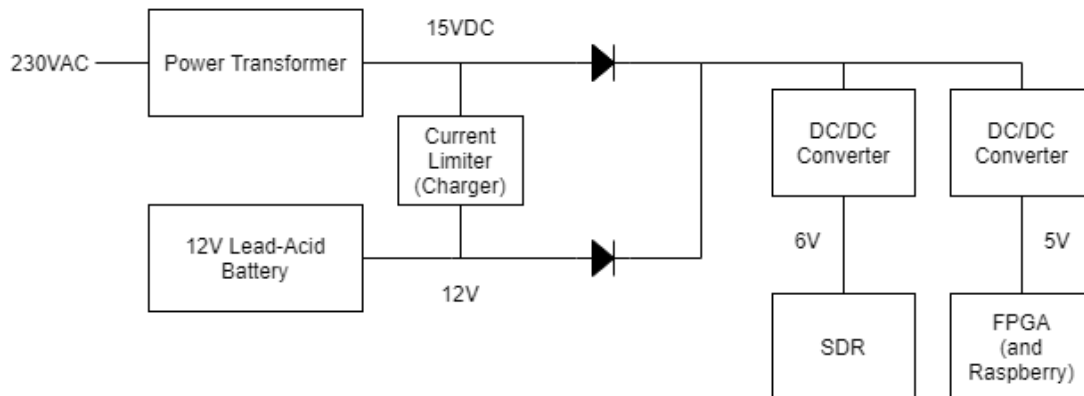 15VDC
230VAC
Power Transformer
Current
Limiter
(Charger)
DC/DC
Converter
DC/DC
Converter
12V Lead-Acid
Battery
12V
6V
5V
SDR
FPGA
(and
Raspberry)